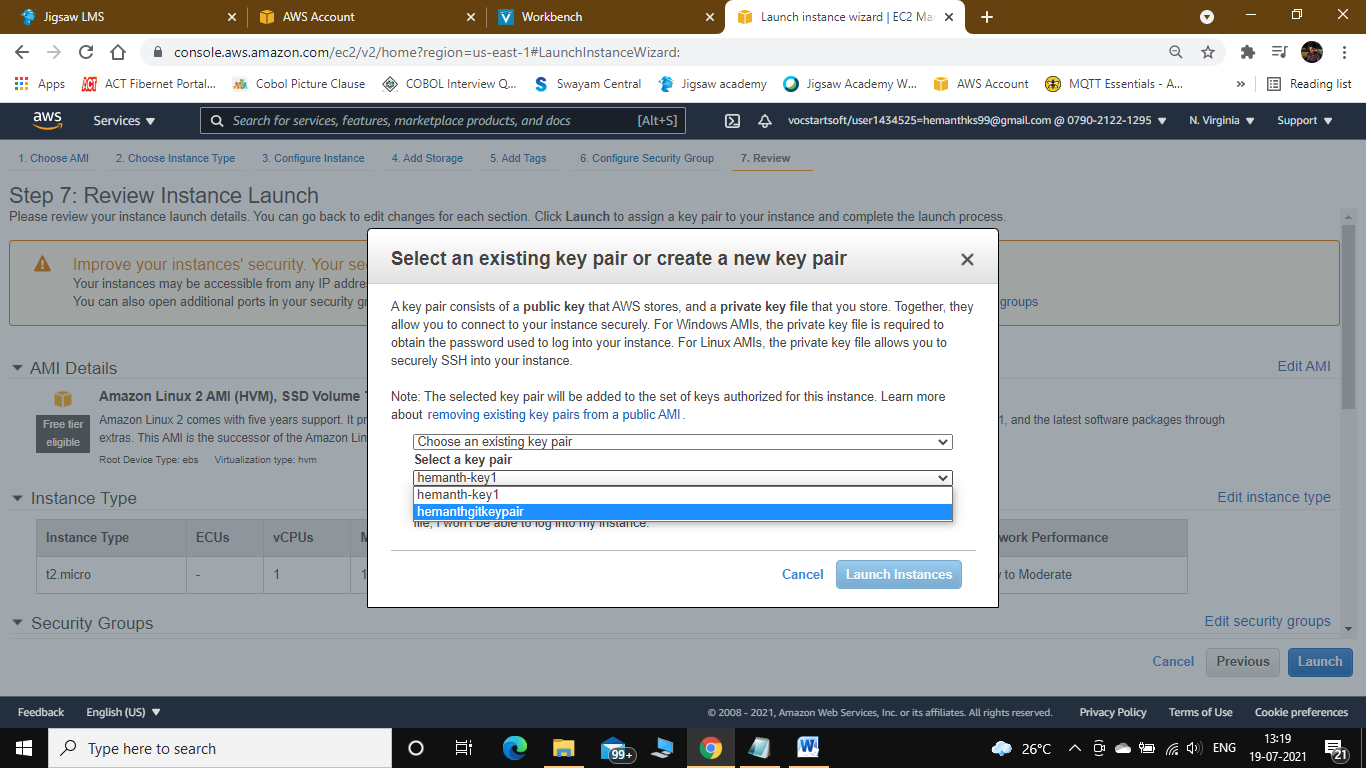 Jigsaw LMS
AWS Account
Workbench
Launch instance wizard | EC2 Ma
console.aws.amazon.com/ec2/v2/home?region=us-east-1#LaunchInstanceWizard:
Apps
ACT Fibernet Portal...
Cobol Picture Clause
COBOL Interview Q...
Swayam Central
Jigsaw academy
Jigsaw Academy W...
AWS Account
MQTT Essentials - A...
»
Reading list
aws
Services
Search for services, features, marketplace products, and docs
[Alt+S]
vocstartsoft/user1434525=hemanthks99@gmail.com @ 0790-2122-1295
N. Virginia
Support
1. Choose AMI
2. Choose Instance Type
3. Configure Instance
4. Add Storage
5. Add Tags
6. Configure Security Group
7. Review
Step 7: Review Instance Launch
Please review your instance launch details. You can go back to edit changes for each section. Click Launch to assign a key pair to your instance and complete the launch process.
Improve your instances' security. Your se
Your instances may be accessible from any IP addre
You can also open additional ports in your security gr
groups
AMI Details
Edit AMI
Amazon Linux 2 AMI (HVM), SSD Volume T
Free tier
eligible
Amazon Linux 2 comes with five years support. It pr
1, and the latest software packages through
extras. This AMI is the successor of the Amazon Lin
Root Device Type: ebs
Virtualization type: hvm
Instance Type
Edit instance type
Instance Type
ECUs
vCPUs
M
work Performance
t2.micro
-
1
1
to Moderate
Security Groups
Edit security groups
Select an existing key pair or create a new key pair
A key pair consists of a public key that AWS stores, and a private key file that you store. Together, they
allow you to connect to your instance securely. For Windows AMIs, the private key file is required to
obtain the password used to log into your instance. For Linux AMIs, the private key file allows you to
securely SSH into your instance.
Note: The selected key pair will be added to the set of keys authorized for this instance. Learn more
about removing existing key pairs from a public AMI .
Choose an existing key pair
Select a key pair
hemanth-key1
hemanth-key1
hemanthgitkeypair
file, I won't be able to log into my instance.
Cancel
Launch Instances
Cancel
Previous
Launch
Feedback
English (US)
© 2008 - 2021, Amazon Web Services, Inc. or its affiliates. All rights reserved.
Privacy Policy
Terms of Use
Cookie preferences
Type here to search
99+
26°C
ENG
13:19
19-07-2021
21